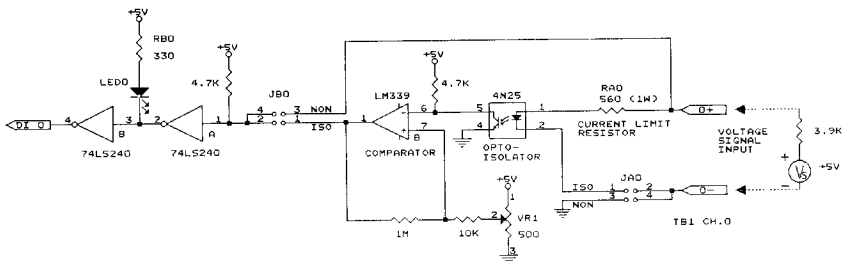 +5V
RB0
330
LED0
+5V
4.7K
JB0
4 3 NON
2 1 ISO
DI 0
4
B
3
74LS240
2
A
1
74LS240
LM339
1
-
6
+
7
B
COMPARATOR
+5V
4.7K
4N25
5
4
1
2
OPTO-
ISOLATOR
RA0
560 (1W)
CURRENT LIMIT
RESISTOR
0+
VOLTAGE
SIGNAL
INPUT
3.9K
+
VS
+5V
-
0-
JA0
ISO 1 2
NON 3 4
TB1 CH.0
1M
10K
+5V
1
2
VR1
500
3